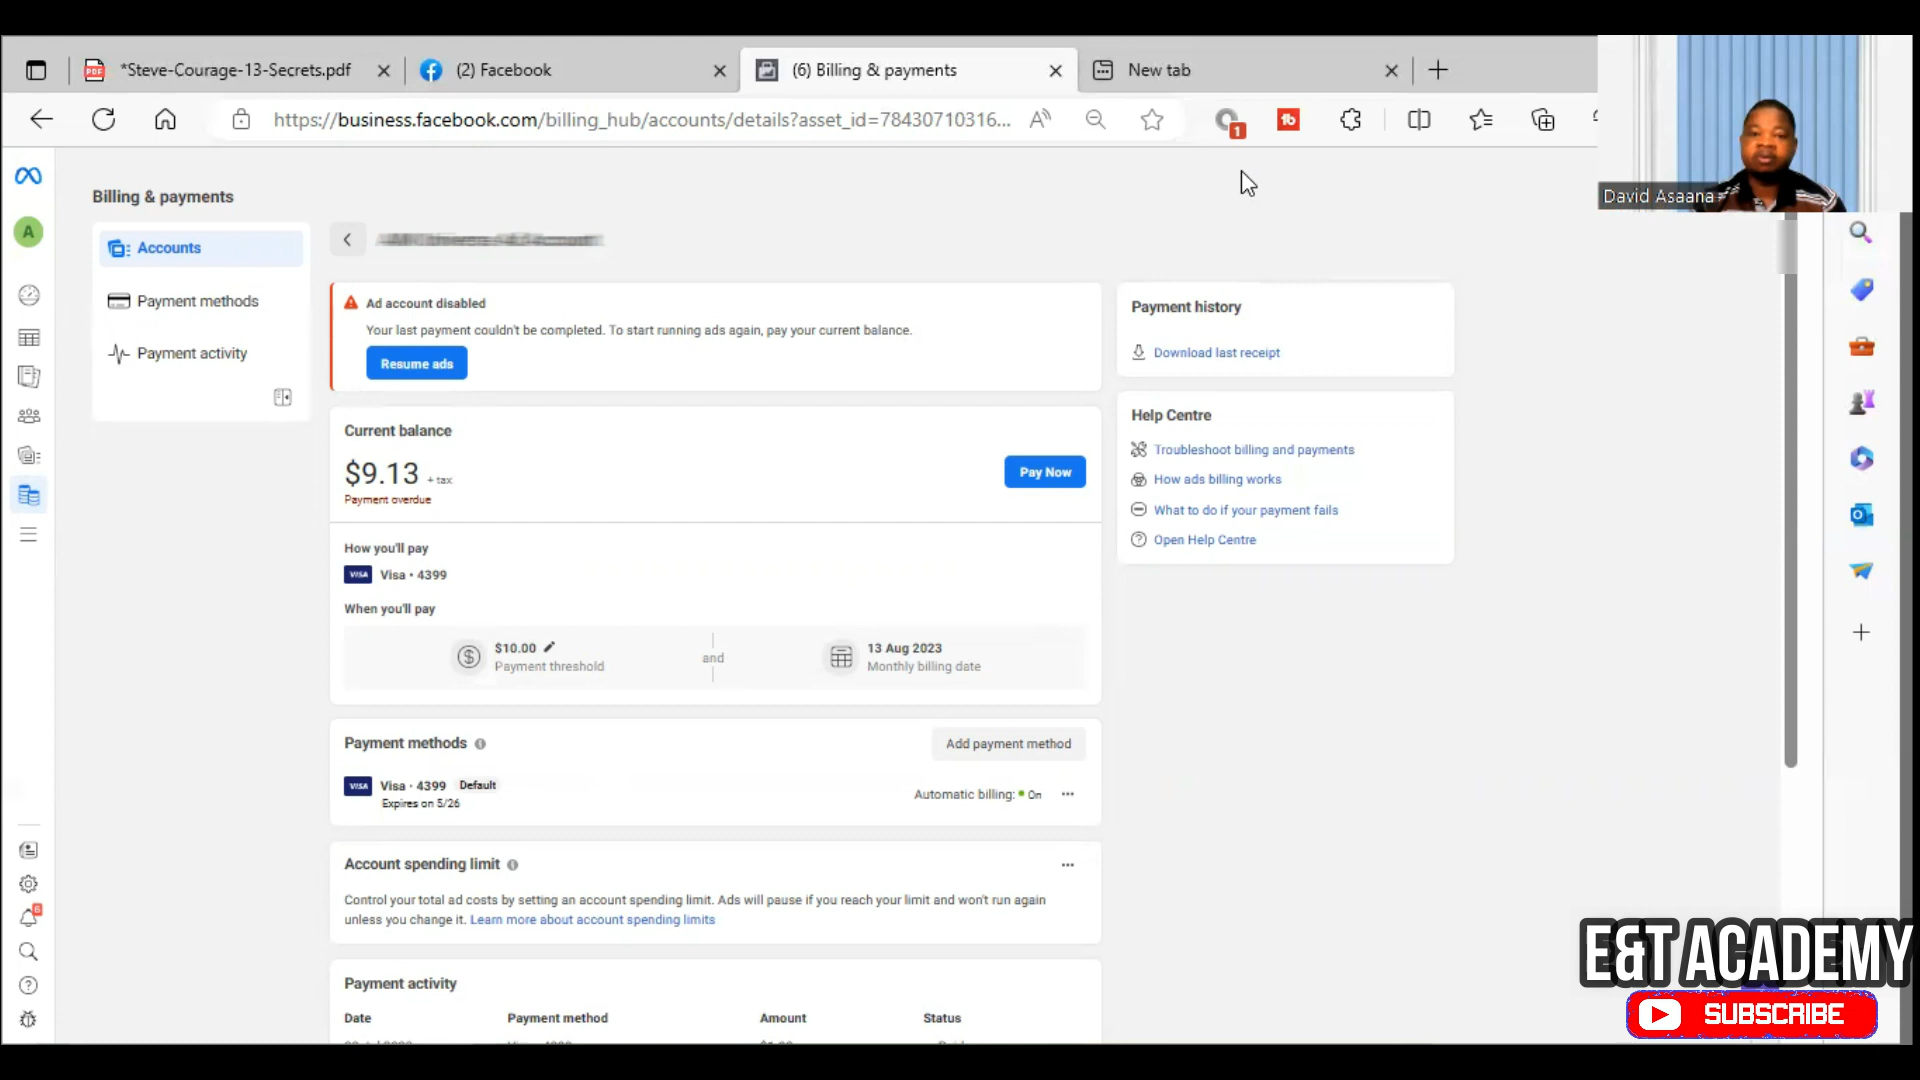 *Steve-Courage-13-Secrets.pdf
(2) Facebook
(6) Billing & payments
New tab
https://business.facebook.com/billing_hub/accounts/details?asset_id=78430710316...
1
David Asaana
A
Billing & payments
Accounts
Payment methods
Payment activity
Ad account disabled
Your last payment couldn't be completed. To start running ads again, pay your current balance.
Resume ads
Payment history
Download last receipt
Current balance
$9.13 + tax
Payment overdue
Pay Now
Help Centre
Troubleshoot billing and payments
How ads billing works
What to do if your payment fails
Open Help Centre
How you'll pay
VISA Visa • 4399
When you'll pay
$10.00
Payment threshold
and
13 Aug 2023
Monthly billing date
Payment methods
Add payment method
VISA Visa · 4399 Default
Expires on 5/26
Automatic billing: On
Account spending limit
Control your total ad costs by setting an account spending limit. Ads will pause if you reach your limit and won't run again
unless you change it. Learn more about account spending limits
Payment activity
Date Payment method Amount Status
6
E&T ACADEMY
SUBSCRIBE